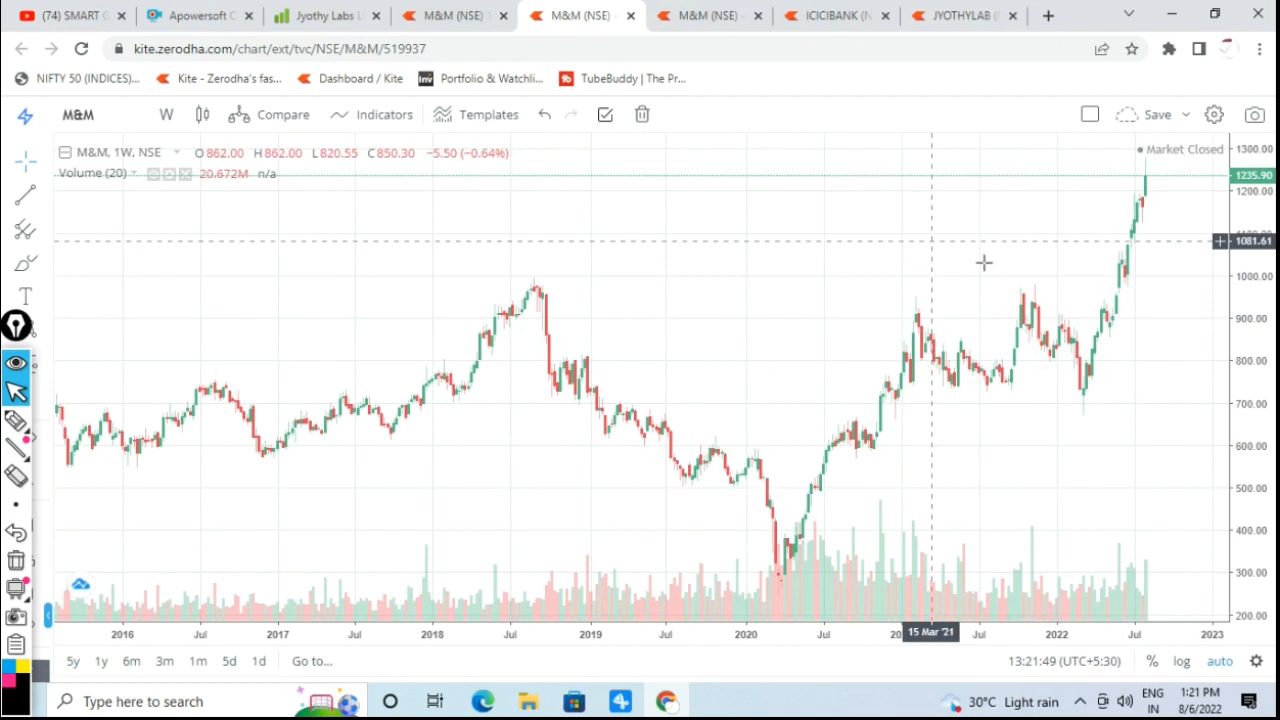 (74) SMART G
Apowersoft C
Jyothy Labs L
M&M (NSE) 1
M&M (NSE) -
M&M (NSE) -
ICICIBANK (N
JYOTHYLAB (
kite.zerodha.com/chart/ext/tvc/NSE/M&M/519937
NIFTY 50 (INDICES)...
Kite - Zerodha's fas...
Dashboard / Kite
Inv Portfolio & Watchli...
TubeBuddy | The Pr...
M&M
W
Compare
Indicators
Templates
Save
M&M, 1W, NSE
O 862.00 H 862.00 L 820.55 C 850.30 −5.50 (−0.64%)
Market Closed
Volume (20) 20.672M n/a
1300.00
1235.90
1200.00
1081.61
1000.00
900.00
800.00
700.00
600.00
500.00
400.00
300.00
200.00
T
2016 Jul 2017 Jul 2018 Jul 2019 Jul 2020 Jul 15 Mar '21 Jul 2022 Jul 2023
5y 1y 6m 3m 1m 5d 1d Go to...
13:21:49 (UTC+5:30) % log auto
Type here to search
30°C Light rain
ENG
IN
1:21 PM
8/6/2022